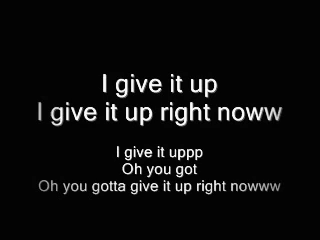 I give it up
I give it up right noww
I give it uppp
Oh you got
Oh you gotta give it up right nowww